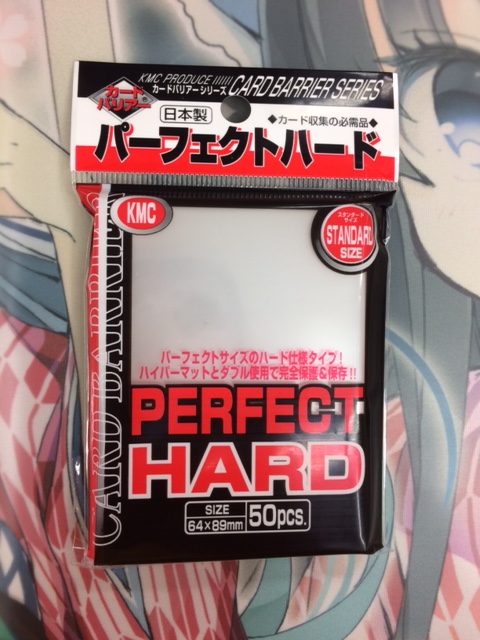 KMC PRODUCE //////
カードバリアーシリーズ CARD BARRIER SERIES
カード
バリアー
日本製
◆カード収集の必需品◆
パーフェクトハード
KMC
スタンダード
サイズ
STANDARD
SIZE
CARD BARRIER
パーフェクトサイズのハード仕様タイプ!
ハイパーマットとダブル使用で完全保護&保存!!
PERFECT
HARD
SIZE
64×89mm
50pcs.